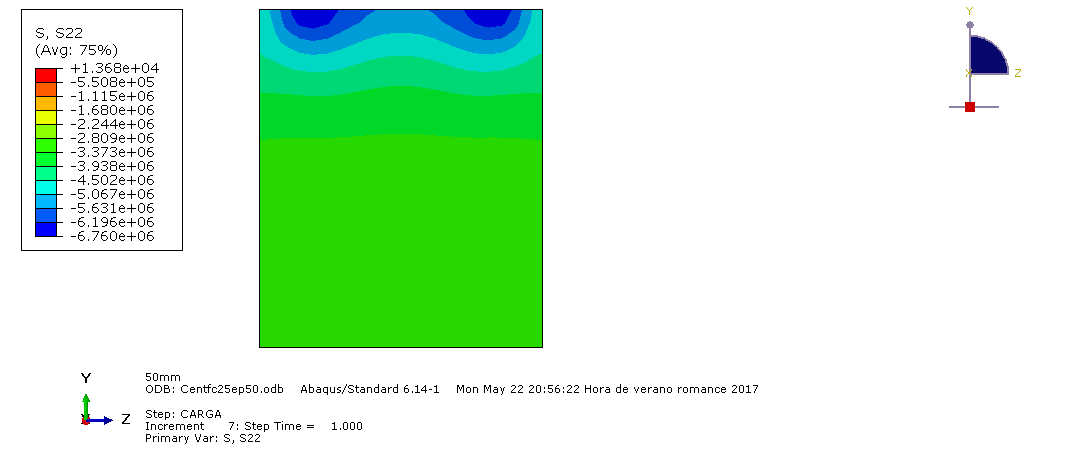 S, S22
(Avg: 75%)
+1.368e+04
-5.508e+05
-1.115e+06
-1.680e+06
-2.244e+06
-2.809e+06
-3.373e+06
-3.938e+06
-4.502e+06
-5.067e+06
-5.631e+06
-6.196e+06
-6.760e+06
Y
X
Z
50mm
ODB: Centfc25ep50.odb Abaqus/Standard 6.14-1 Mon May 22 20:56:22 Hora de verano romance 2017
Step: CARGA
Increment 7: Step Time = 1.000
Primary Var: S, S22
Y
Z